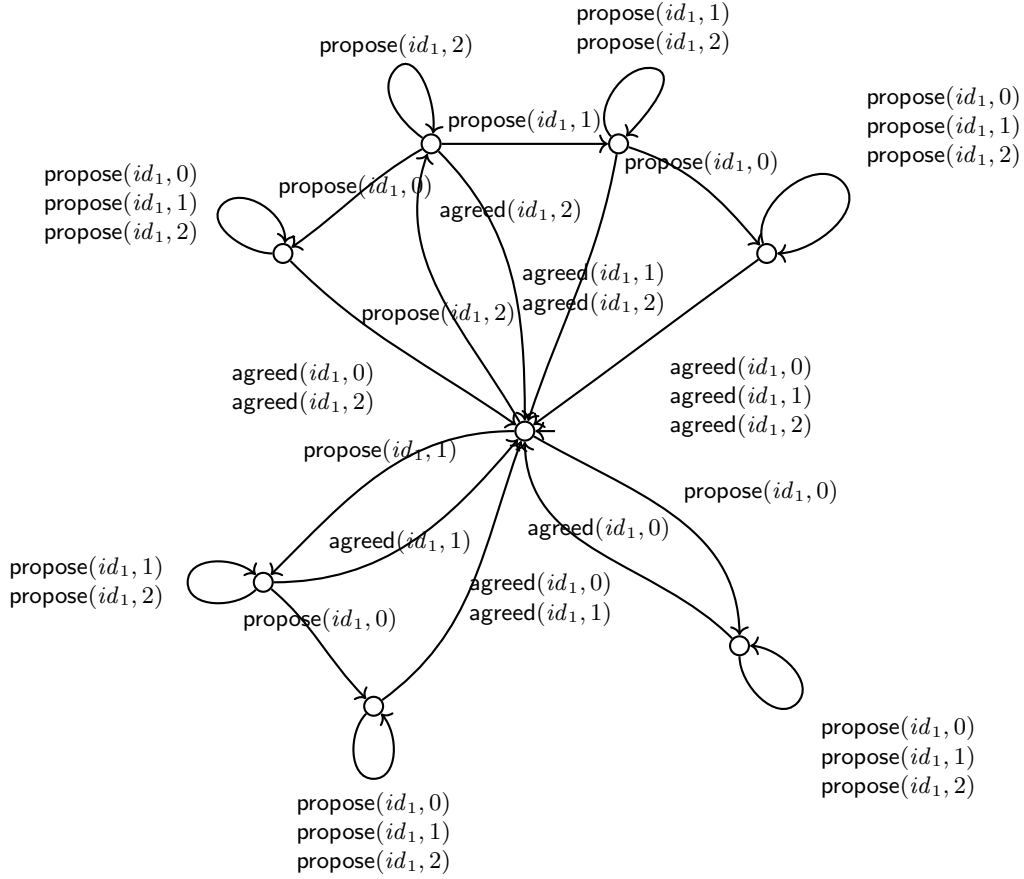 propose(id₁, 1)
propose(id₁, 2)
propose(id₁, 2)
propose(id₁, 0)
propose(id₁, 1)
propose(id₁, 2)
propose(id₁, 1)
propose(id₁, 0)
propose(id₁, 0)
propose(id₁, 1)
propose(id₁, 2)
propose(id₁, 0)
agreed(id₁, 2)
agreed(id₁, 1)
agreed(id₁, 2)
propose(id₁, 2)
agreed(id₁, 0)
agreed(id₁, 2)
agreed(id₁, 0)
agreed(id₁, 1)
agreed(id₁, 2)
propose(id₁, 1)
propose(id₁, 0)
agreed(id₁, 0)
agreed(id₁, 1)
propose(id₁, 1)
propose(id₁, 2)
agreed(id₁, 0)
agreed(id₁, 1)
propose(id₁, 0)
propose(id₁, 0)
propose(id₁, 1)
propose(id₁, 2)
propose(id₁, 0)
propose(id₁, 1)
propose(id₁, 2)